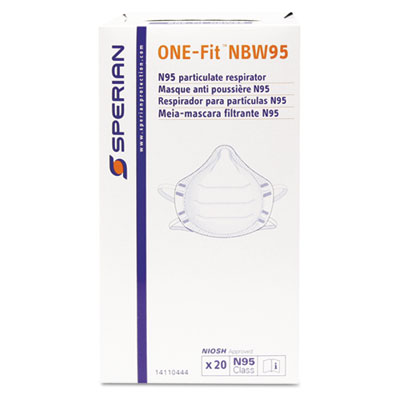 SPERIAN
www.sperianprotection.com
ONE-Fit™ NBW95
N95 particulate respirator
Masque anti poussière N95
Respirador para particulas N95
Meia-mascara filtrante N95
NIOSH Approved
x 20
N95
Class
i
14110444